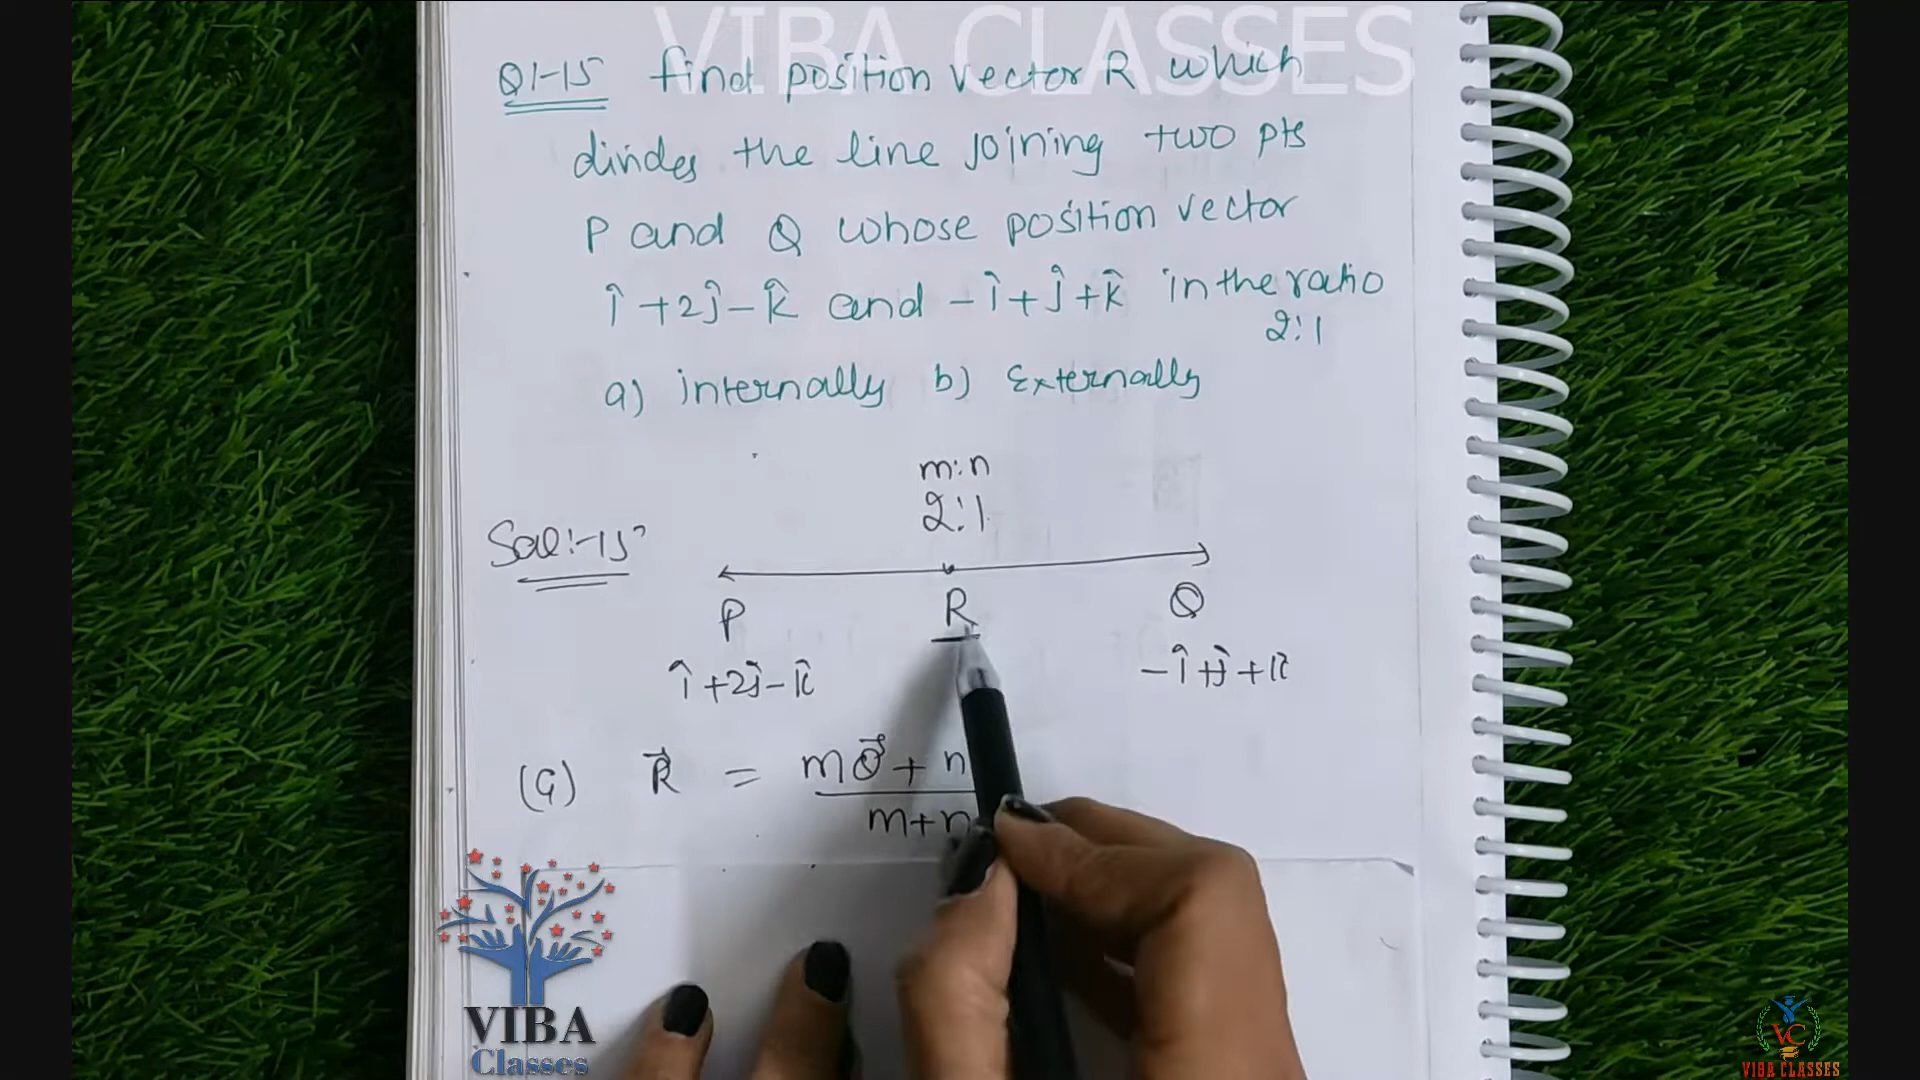 VIBA CLASSES
Q1-15 find position vector R which
divides the line joining two pts
P and Q whose position vector
î + 2ĵ - k̂ and - î + ĵ + k̂ in the ratio
2:1
a) internally b) Externally
m:n
2:1
Sol:-15
P R Q
î + 2ĵ - k̂ - î + ĵ + k̂
(a) R⃗ = mQ⃗ + n
m+n
VIBA
Classes
VC
VIBA CLASSES